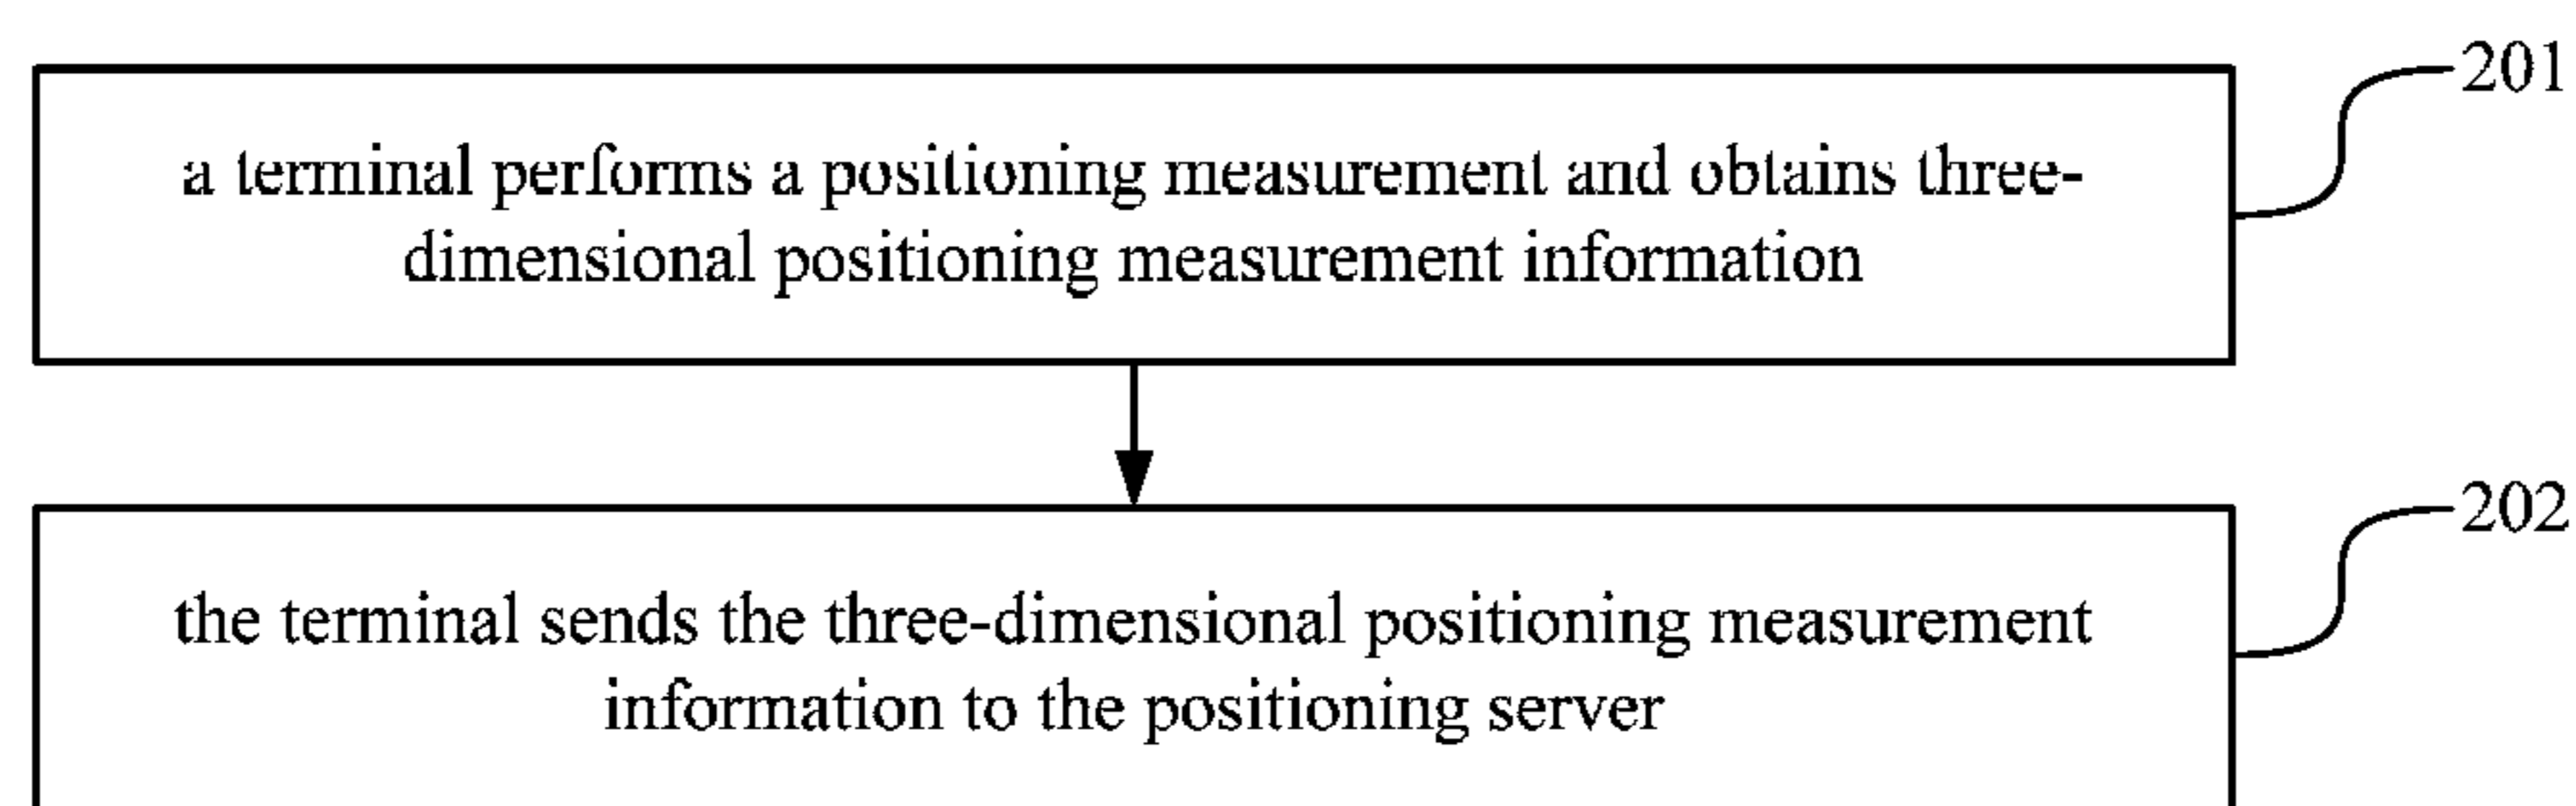 201
a terminal performs a positioning measurement and obtains three-
dimensional positioning measurement information
202
the terminal sends the three-dimensional positioning measurement
information to the positioning server